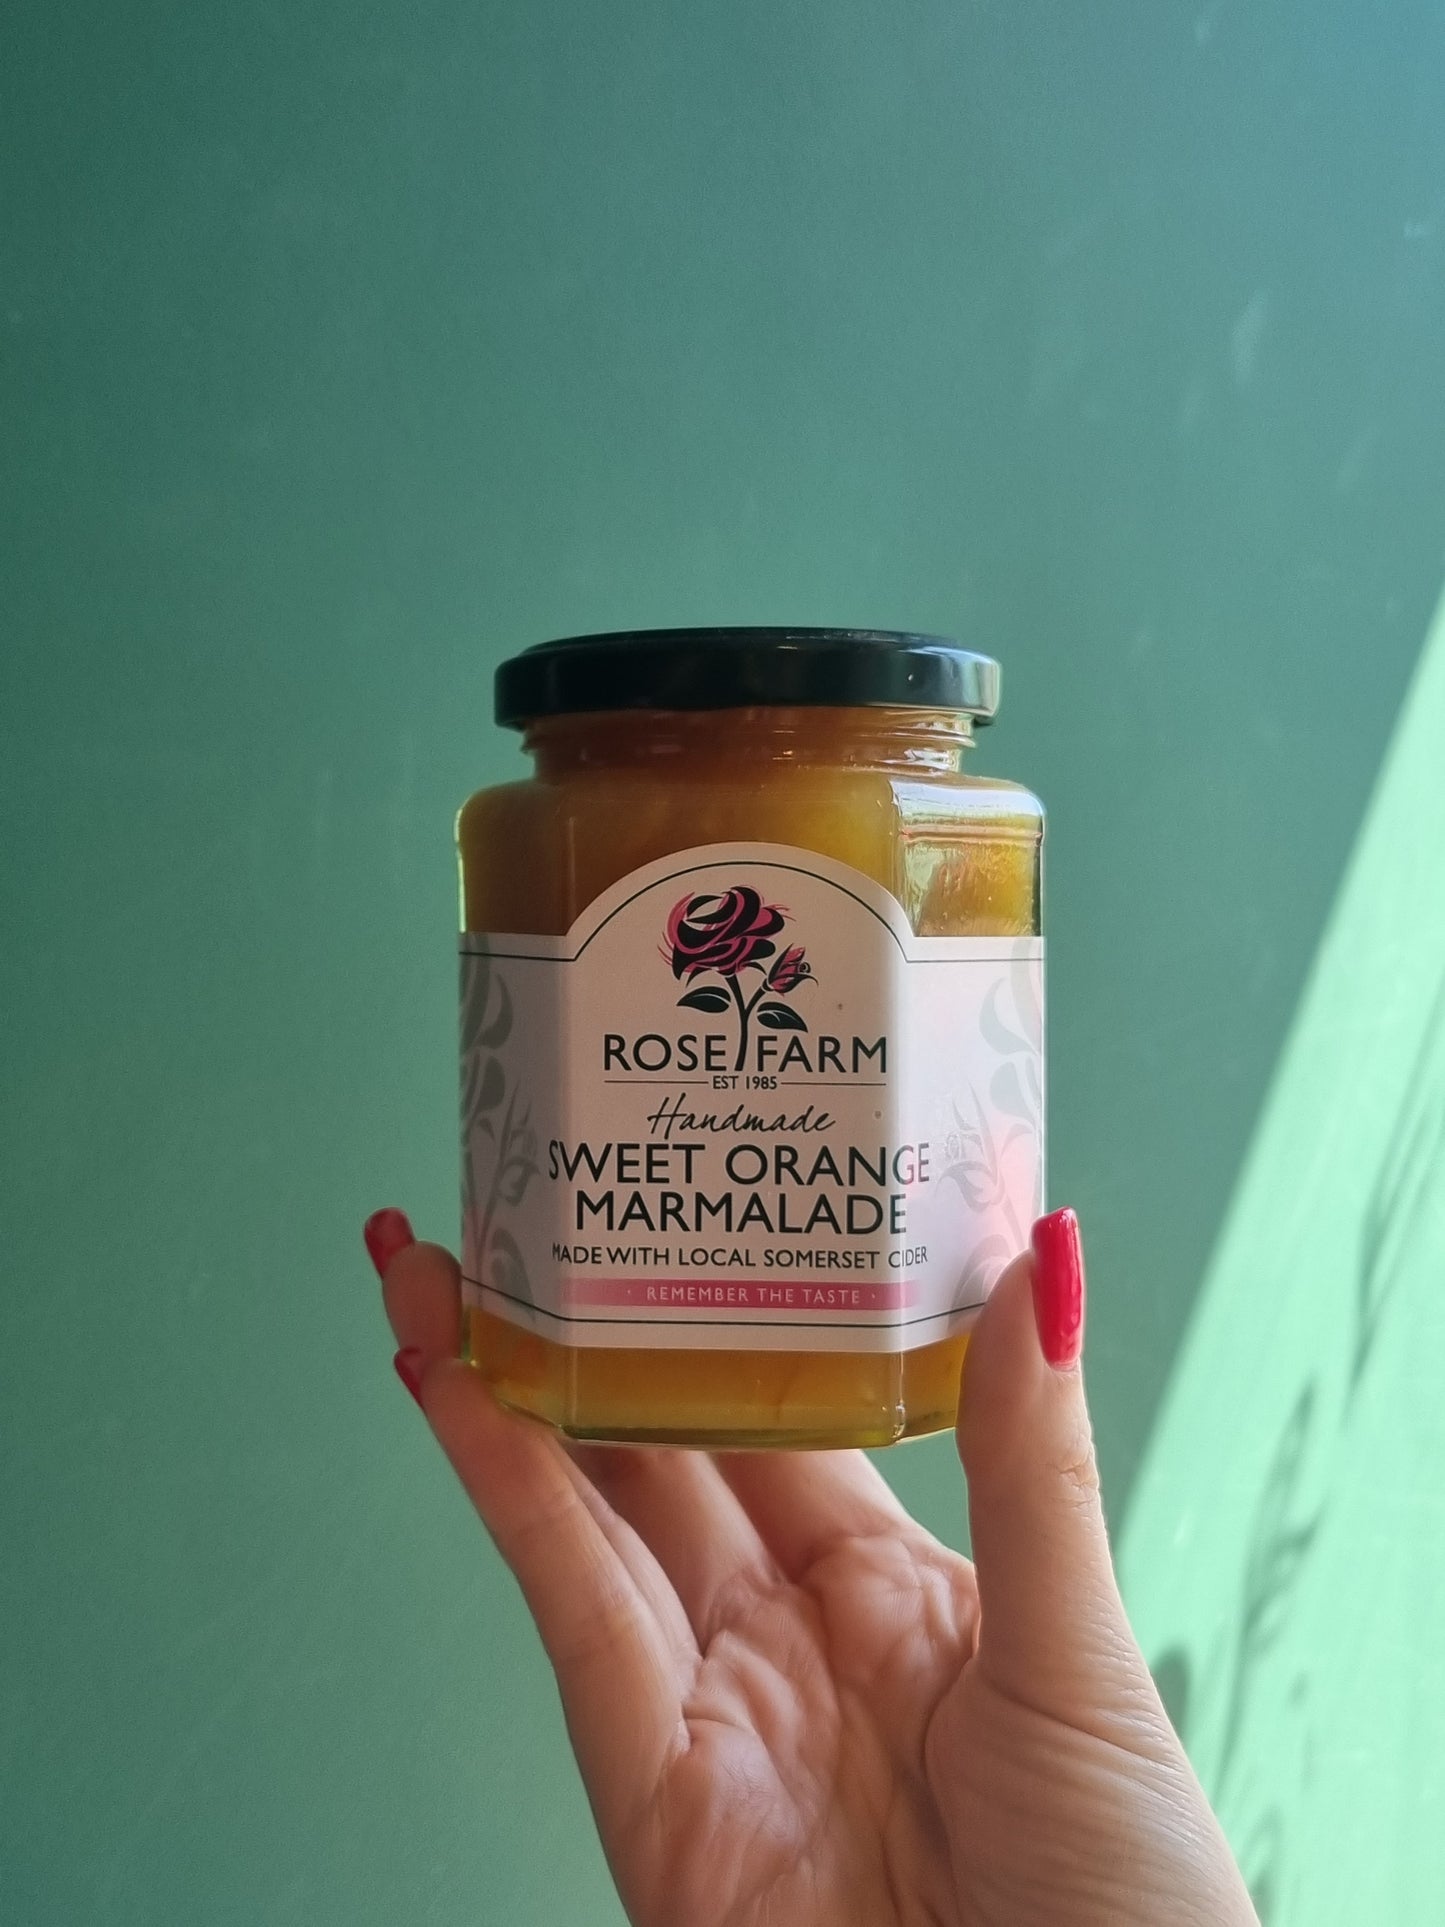 ROSE FARM
EST 1985
Handmade
SWEET ORANGE
MARMALADE
MADE WITH LOCAL SOMERSET CIDER
· REMEMBER THE TASTE ·